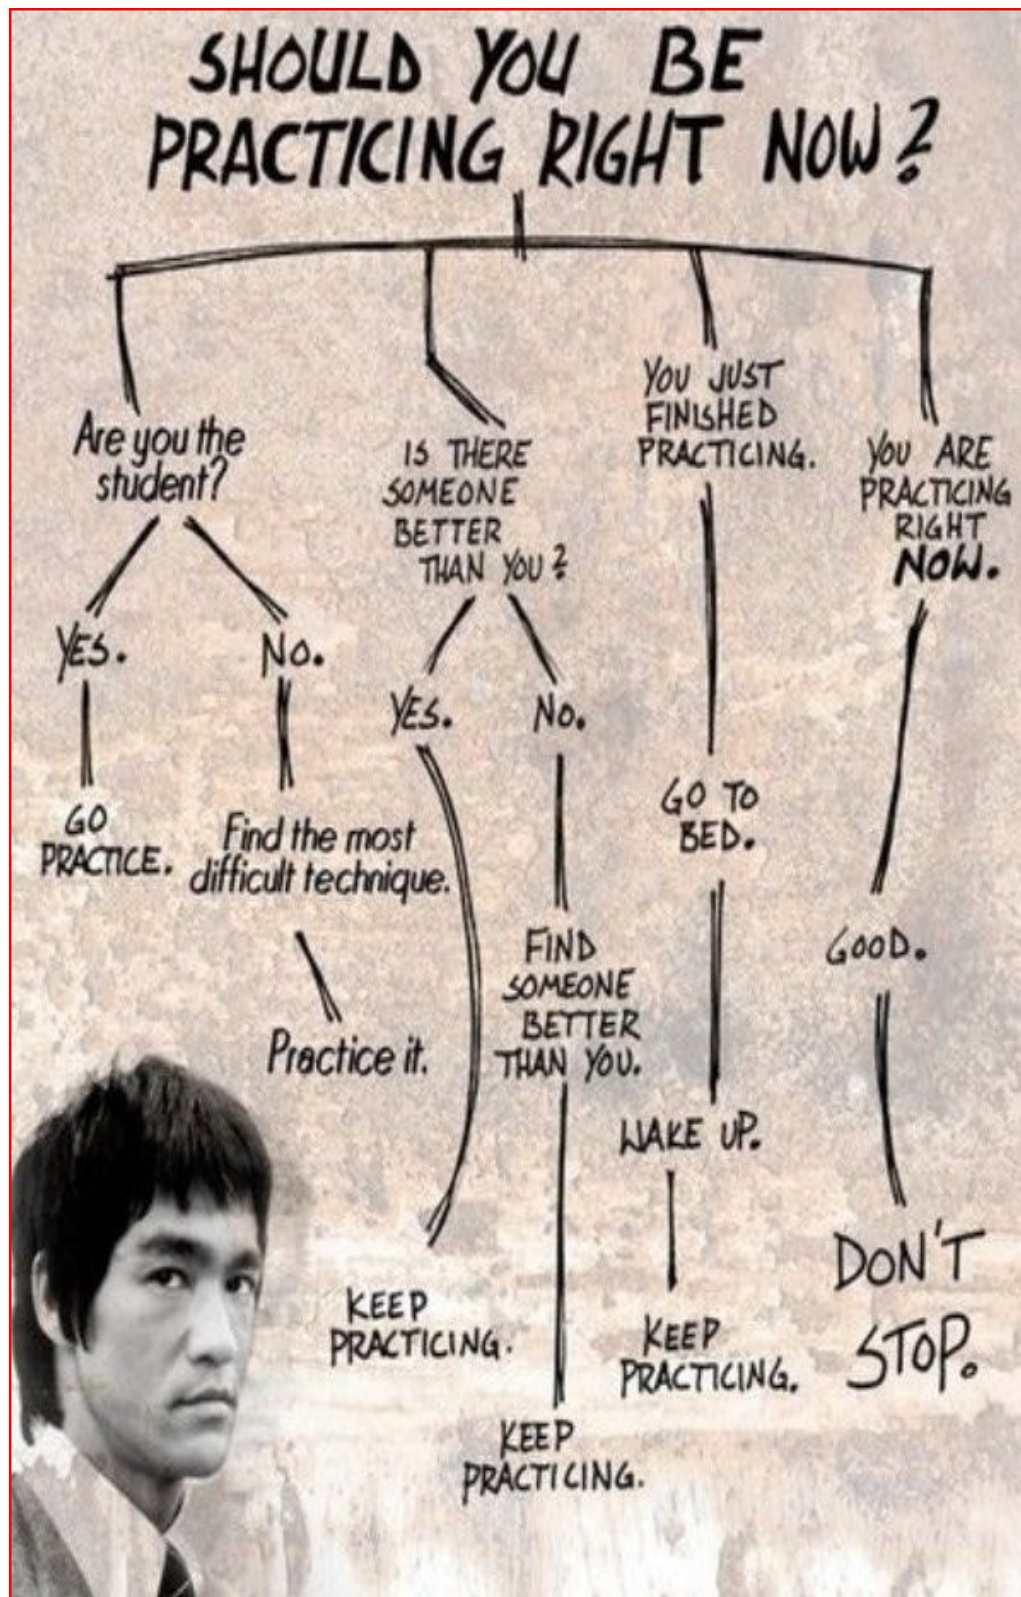 SHOULD YOU BE
PRACTICING RIGHT NOW?
Are you the
student?
YES.
GO
PRACTICE.
NO.
Find the most
difficult technique.
Practice it.
IS THERE
SOMEONE
BETTER
THAN YOU?
YES.
KEEP
PRACTICING.
NO.
FIND
SOMEONE
BETTER
THAN YOU.
KEEP
PRACTICING.
YOU JUST
FINISHED
PRACTICING.
GO TO
BED.
WAKE UP.
KEEP
PRACTICING.
YOU ARE
PRACTICING
RIGHT
NOW.
GOOD.
DON'T
STOP.